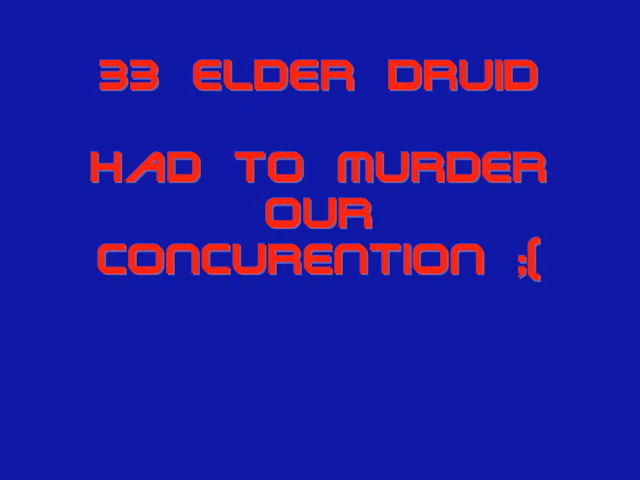 33 ELDER DRUID
HAD TO MURDER
OUR
CONCURENTION ;(